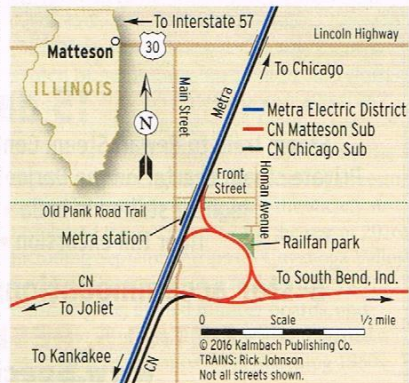 To Interstate 57
Matteson
30
Lincoln Highway
ILLINOIS
To Chicago
Main Street
Metra
N
Metra Electric District
CN Matteson Sub
CN Chicago Sub
Front
Street
Homan Avenue
Old Plank Road Trail
Metra station
Railfan park
CN
To South Bend, Ind.
To Joliet
0 Scale ½ mile
To Kankakee
CN
© 2016 Kalmbach Publishing Co.
TRAINS: Rick Johnson
Not all streets shown.